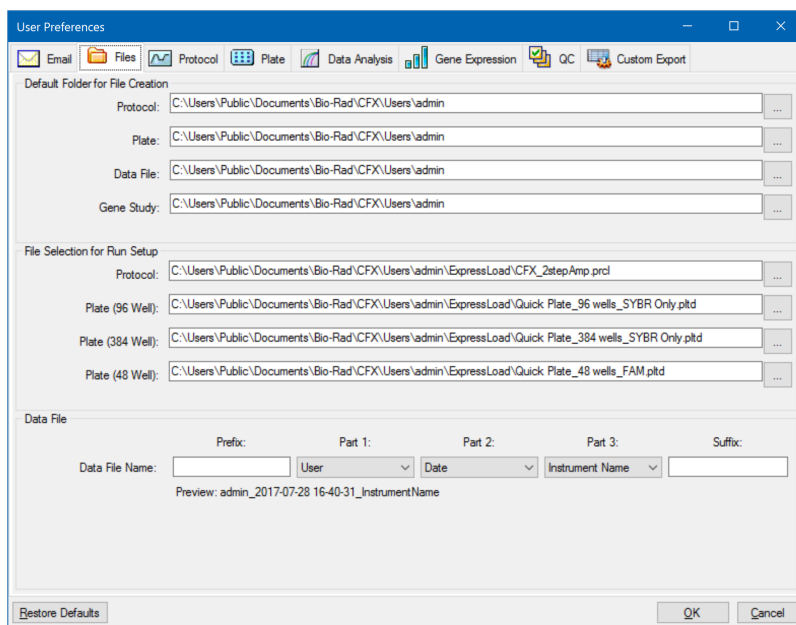 User Preferences
Email Files Protocol Plate Data Analysis Gene Expression QC Custom Export
Default Folder for File Creation
Protocol: C:\Users\Public\Documents\Bio-Rad\CFX\Users\admin ...
Plate: C:\Users\Public\Documents\Bio-Rad\CFX\Users\admin ...
Data File: C:\Users\Public\Documents\Bio-Rad\CFX\Users\admin ...
Gene Study: C:\Users\Public\Documents\Bio-Rad\CFX\Users\admin ...
File Selection for Run Setup
Protocol: C:\Users\Public\Documents\Bio-Rad\CFX\Users\admin\ExpressLoad\CFX_2stepAmp.prcl ...
Plate (96 Well): C:\Users\Public\Documents\Bio-Rad\CFX\Users\admin\ExpressLoad\Quick Plate_96 wells_SYBR Only.pltd ...
Plate (384 Well): C:\Users\Public\Documents\Bio-Rad\CFX\Users\admin\ExpressLoad\Quick Plate_384 wells_SYBR Only.pltd ...
Plate (48 Well): C:\Users\Public\Documents\Bio-Rad\CFX\Users\admin\ExpressLoad\Quick Plate_48 wells_FAM.pltd ...
Data File
Prefix: Part 1: Part 2: Part 3: Suffix:
Data File Name: User Date Instrument Name
Preview: admin_2017-07-28 16-40-31_InstrumentName
Restore Defaults OK Cancel